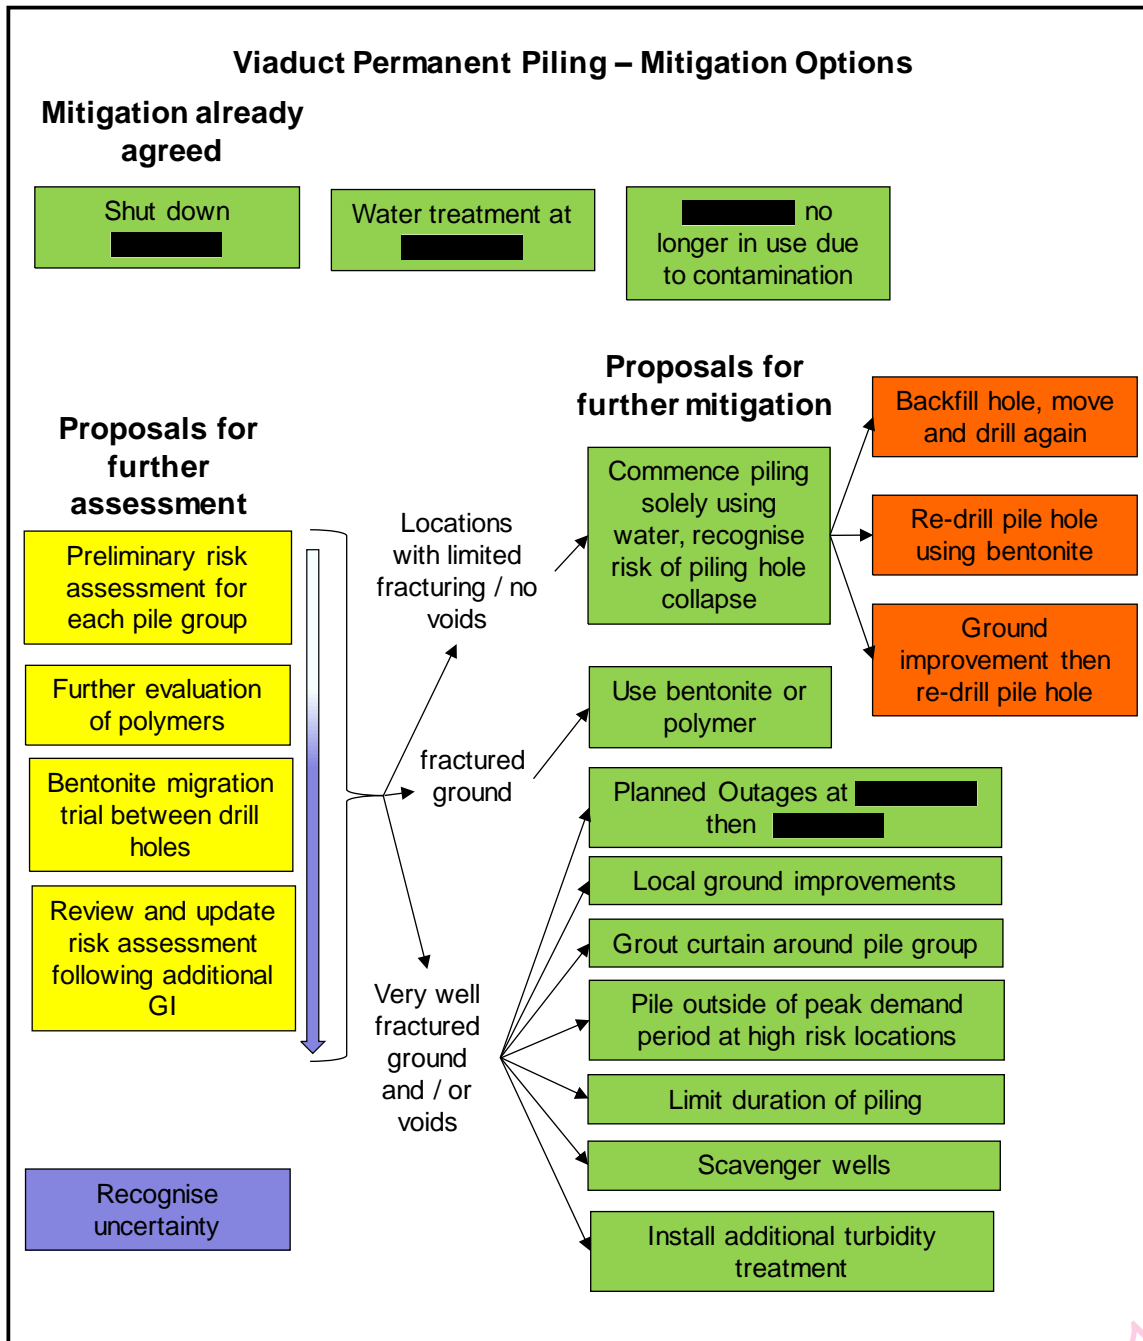 Viaduct Permanent Piling – Mitigation Options
Mitigation already
agreed
Shut down
Water treatment at
no
longer in use due
to contamination
Proposals for
further
assessment
Preliminary risk
assessment for
each pile group
Further evaluation
of polymers
Bentonite migration
trial between drill
holes
Review and update
risk assessment
following additional
GI
Recognise
uncertainty
Locations
with limited
fracturing / no
voids
fractured
ground
Very well
fractured
ground
and / or
voids
Proposals for
further mitigation
Commence piling
solely using
water, recognise
risk of piling hole
collapse
Use bentonite or
polymer
Planned Outages at
then
Local ground improvements
Grout curtain around pile group
Pile outside of peak demand
period at high risk locations
Limit duration of piling
Scavenger wells
Install additional turbidity
treatment
Backfill hole, move
and drill again
Re-drill pile hole
using bentonite
Ground
improvement then
re-drill pile hole